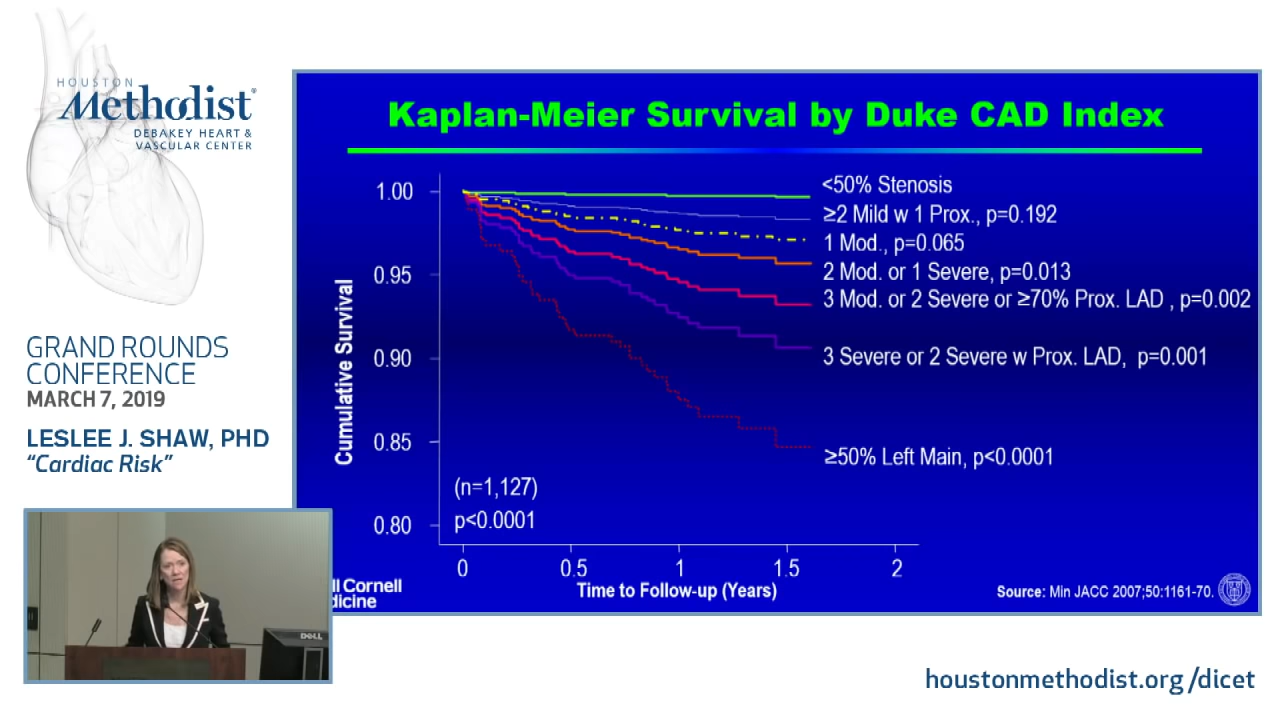 HOUSTON
Methodist®
DEBAKEY HEART &
VASCULAR CENTER
GRAND ROUNDS
CONFERENCE
MARCH 7, 2019
LESLEE J. SHAW, PHD
“Cardiac Risk”
Kaplan-Meier Survival by Duke CAD Index
Cumulative Survival
1.00
0.95
0.90
0.85
0.80
<50% Stenosis
≥2 Mild w 1 Prox., p=0.192
1 Mod., p=0.065
2 Mod. or 1 Severe, p=0.013
3 Mod. or 2 Severe or ≥70% Prox. LAD , p=0.002
3 Severe or 2 Severe w Prox. LAD, p=0.001
≥50% Left Main, p<0.0001
(n=1,127)
p<0.0001
0 0.5 1 1.5 2
Time to Follow-up (Years)
ll Cornell
dicine
Source: Min JACC 2007;50:1161-70.
DELL
houstonmethodist.org/dicet